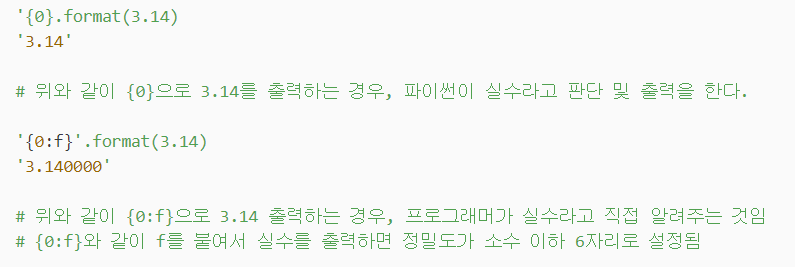 '{0}.format(3.14)
'3.14'
# 위와 같이 {0}으로 3.14를 출력하는 경우, 파이썬이 실수라고 판단 및 출력을 한다.
'{0:f}'.format(3.14)
'3.140000'
# 위와 같이 {0:f}으로 3.14 출력하는 경우, 프로그래머가 실수라고 직접 알려주는 것임
# {0:f}와 같이 f를 붙여서 실수를 출력하면 정밀도가 소수 이하 6자리로 설정됨